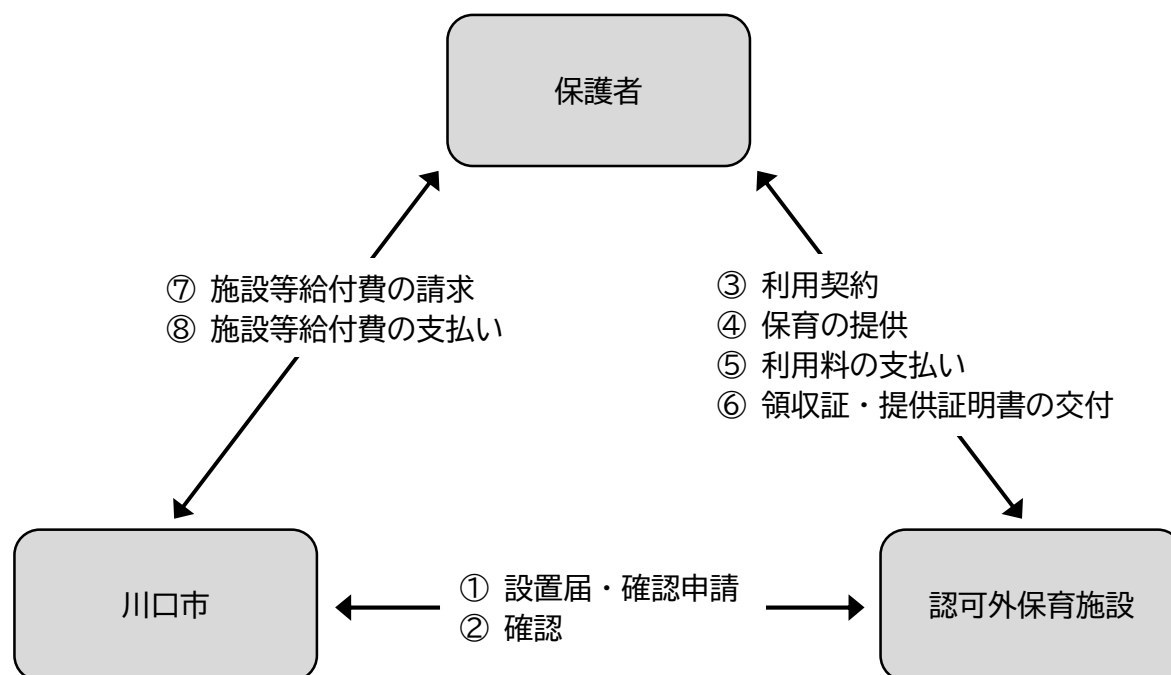 保護者
⑦ 施設等給付費の請求
⑧ 施設等給付費の支払い
③ 利用契約
④ 保育の提供
⑤ 利用料の支払い
⑥ 領収証・提供証明書の交付
川口市
① 設置届・確認申請
② 確認
認可外保育施設